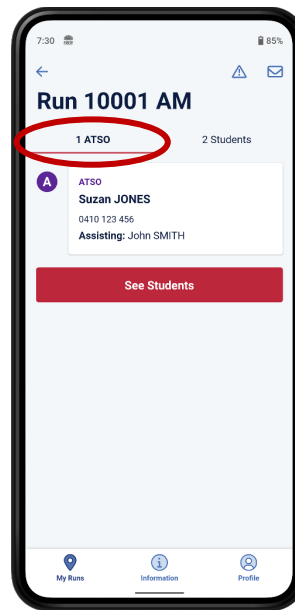 7:30
85%
Run 10001 AM
1 ATSO
2 Students
A
ATSO
Suzan JONES
0410 123 456
Assisting: John SMITH
See Students
My Runs
Information
Profile